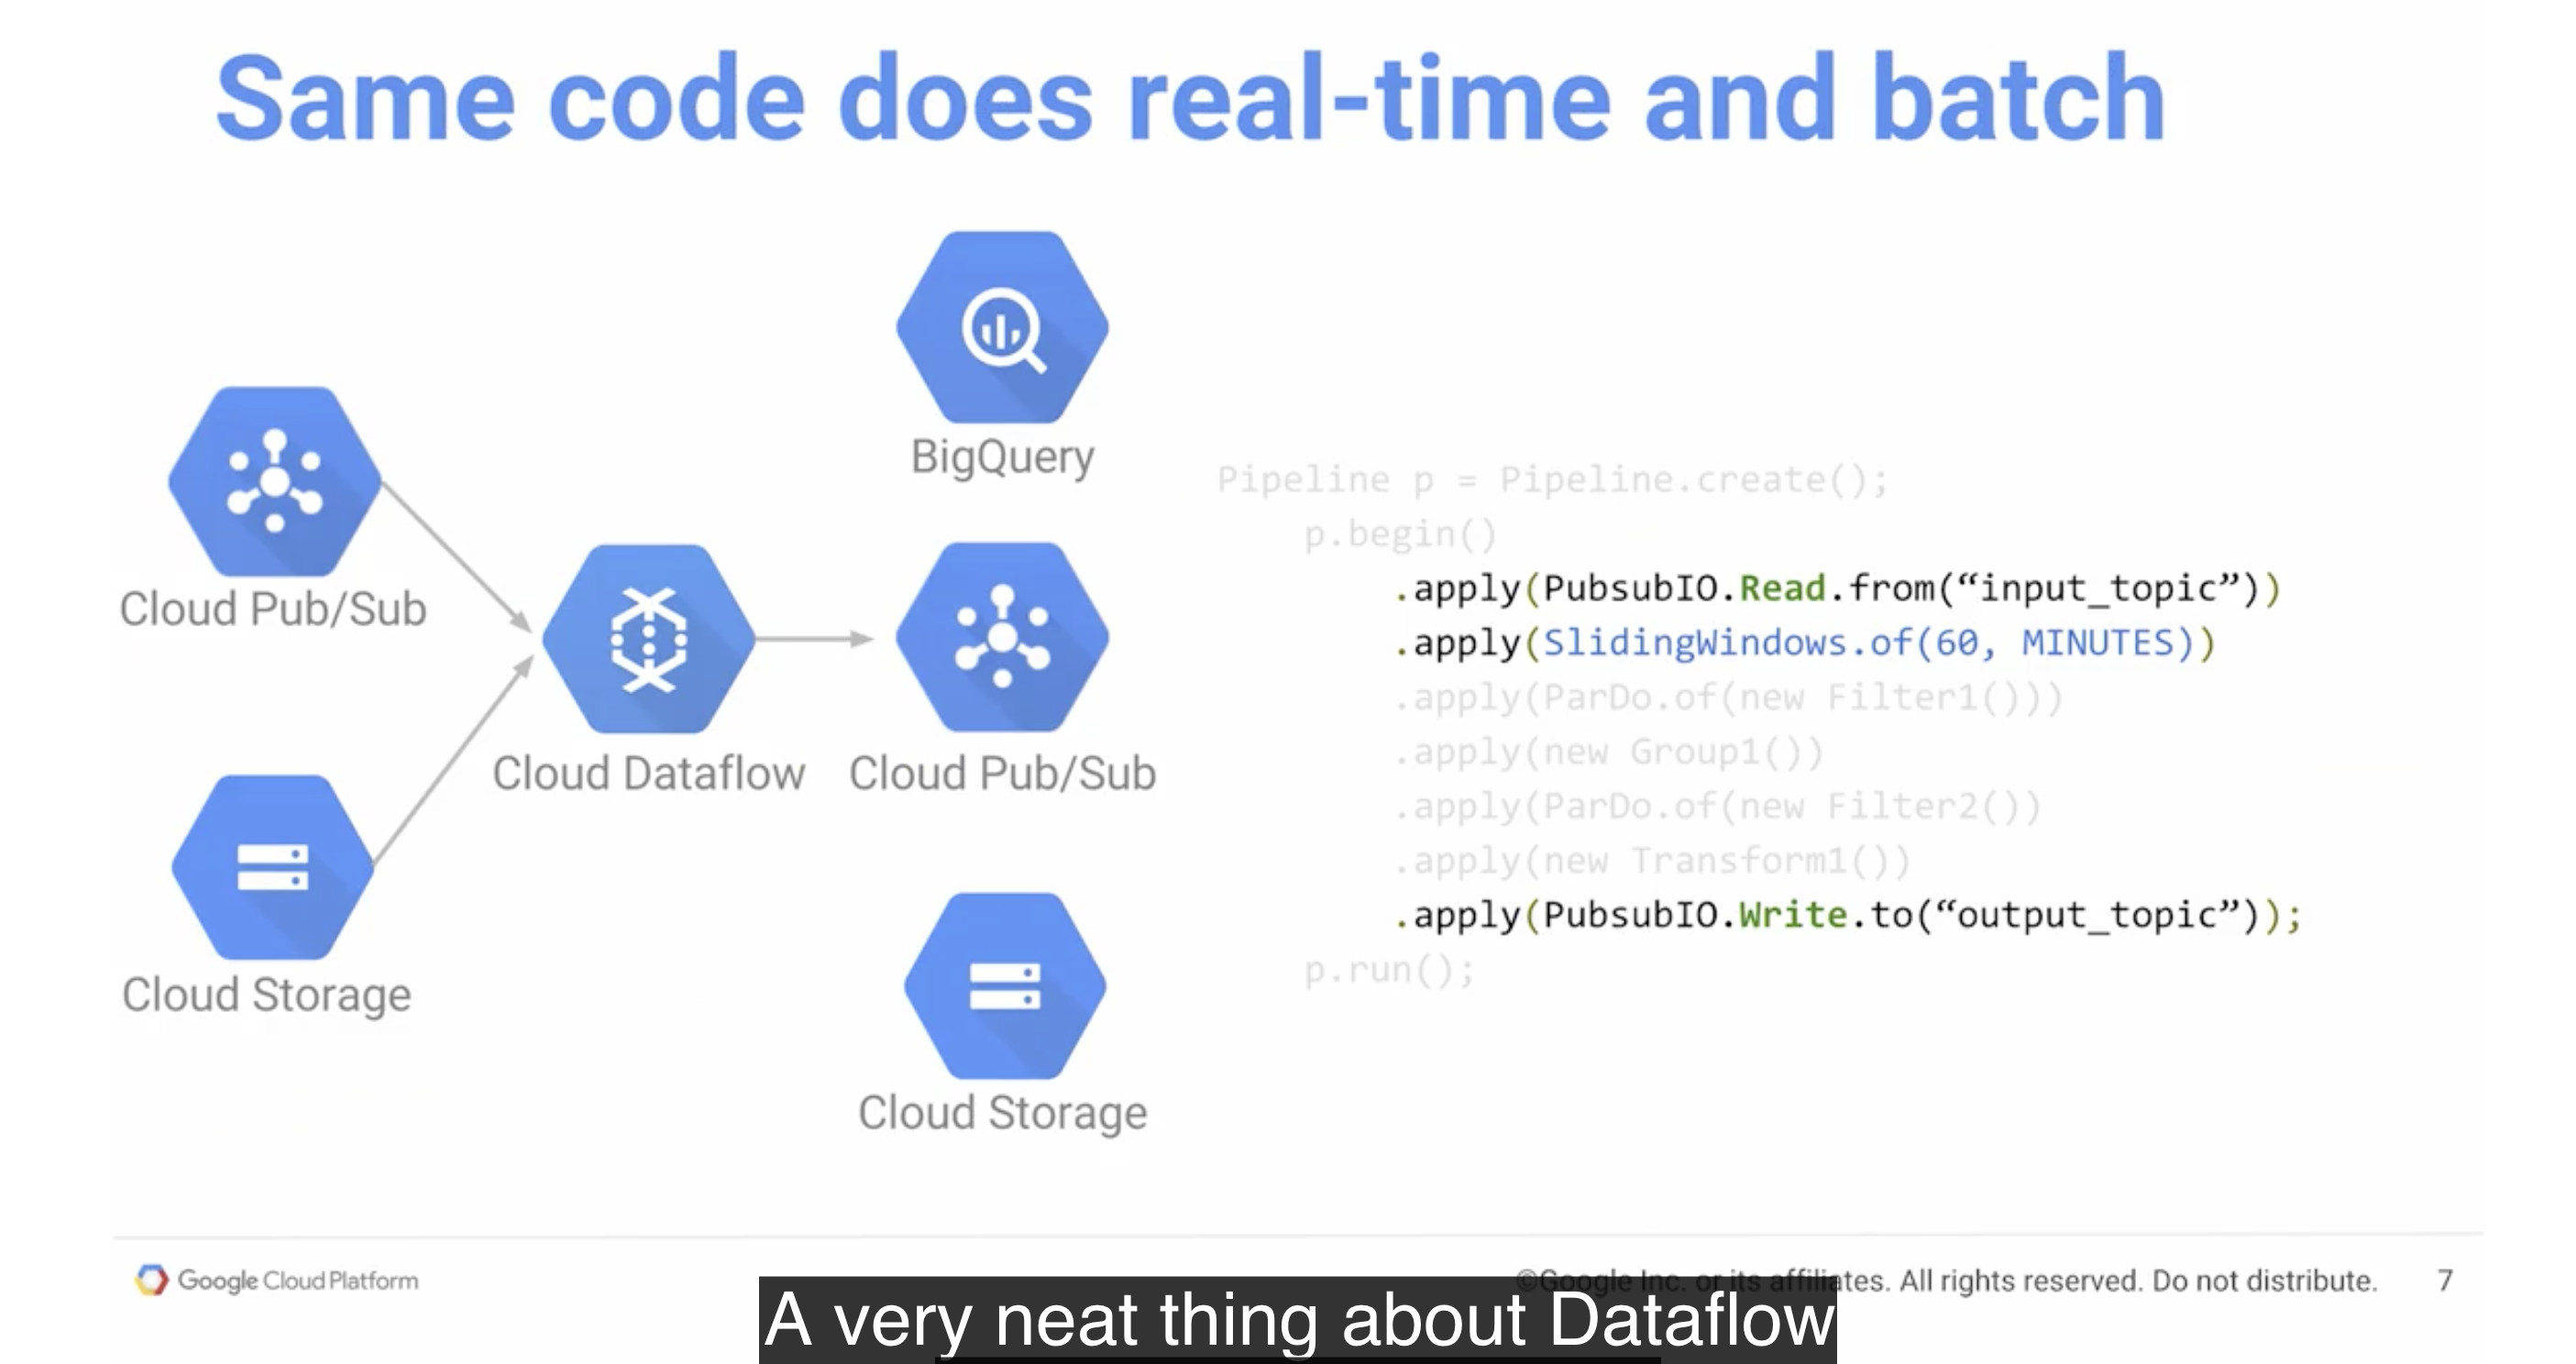 Same code does real-time and batch
BigQuery
Cloud Pub/Sub
Cloud Dataflow
Cloud Pub/Sub
Cloud Storage
Cloud Storage
Pipeline p = Pipeline.create();
p.begin()
.apply(PubsubIO.Read.from(“input_topic”))
.apply(SlidingWindows.of(60, MINUTES))
.apply(ParDo.of(new Filter1()))
.apply(new Group1())
.apply(ParDo.of(new Filter2())
.apply(new Transform1())
.apply(PubsubIO.Write.to(“output_topic”));
p.run();
Google Cloud Platform
©Google Inc. or its affiliates. All rights reserved. Do not distribute.
7
A very neat thing about Dataflow